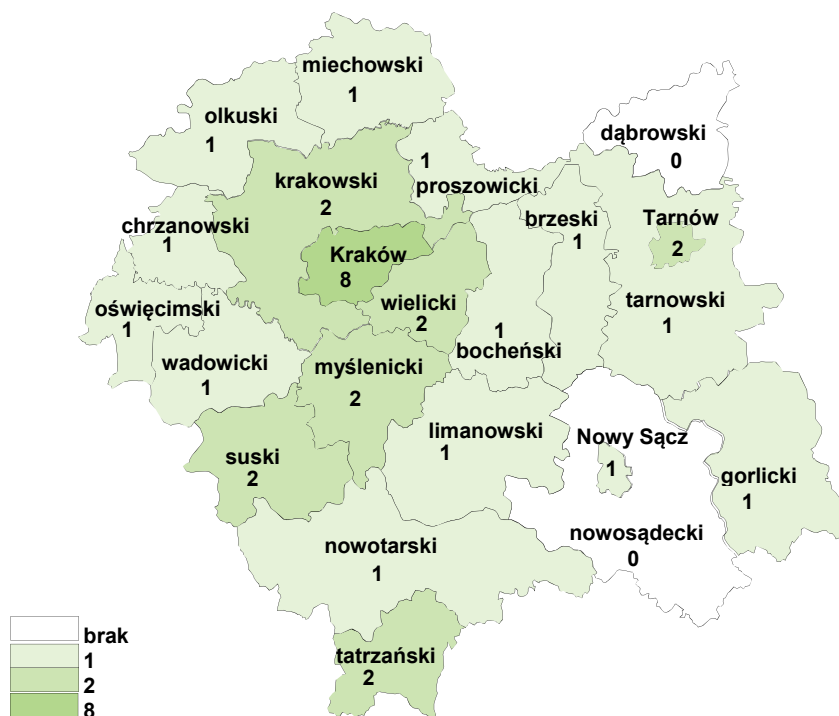 miechowski
1
olkuski
1
dąbrowski
0
krakowski
2
1
proszowicki
chrzanowski
1
brzeski
1
Tarnów
2
Kraków
8
oświęcimski
1
wielicki
2
tarnowski
1
1
bocheński
wadowicki
1
myślenicki
2
limanowski
1
Nowy Sącz
1
suski
2
gorlicki
1
nowosądecki
0
nowotarski
1
tatrzański
2
brak
1
2
8